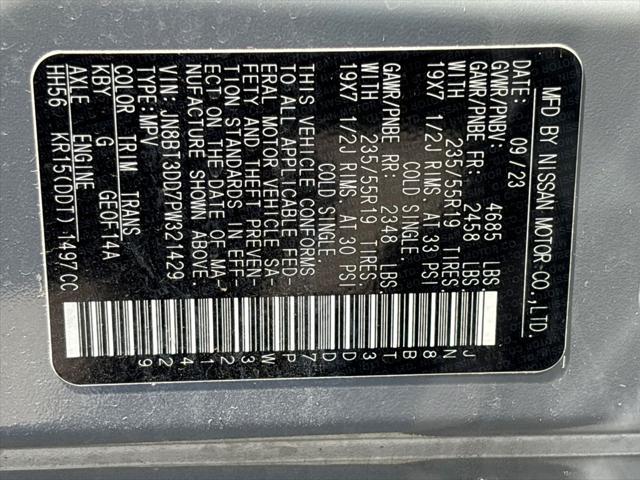 MFD BY NISSAN MOTOR CO.,LTD.
DATE: 09/23
GVWR/PNBV: 4685 LBS.
GAWR/PNBE FR: 2458 LBS.
WITH 235/55R19 TIRES.
19X7 1/2J RIMS. AT 33 PSI
COLD SINGLE.
GAWR/PNBE RR: 2348 LBS.
WITH 235/55R19 TIRES.
19X7 1/2J RIMS. AT 30 PSI
COLD SINGLE.
THIS VEHICLE CONFORMS
TO ALL APPLICABLE FED-
ERAL MOTOR VEHICLE SA-
FETY AND THEFT PREVEN-
TION STANDARDS IN EFF
ECT ON THE DATE OF MA-
NUFACTURE SHOWN ABOVE.
VIN: JN8BT3DD7PW321429
TYPE: MPV
COLOR TRIM TRANS
KBY G GE0F14A
AXLE ENGINE
HH56 KR15(DDT) 1497CC
JN8BT3DD7PW321429